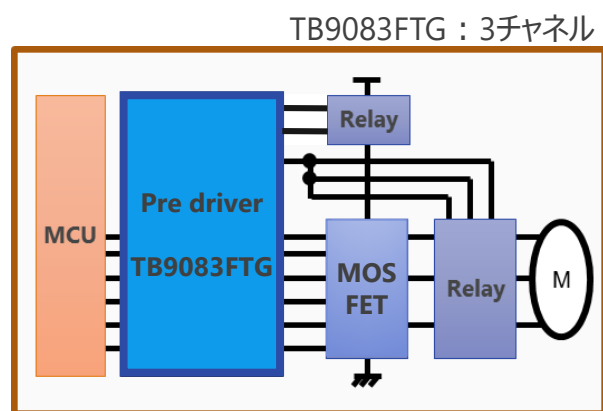 TB9083FTG：3チャネル
Relay
Pre driver
TB9083FTG
MCU
MOS
FET
Relay
M